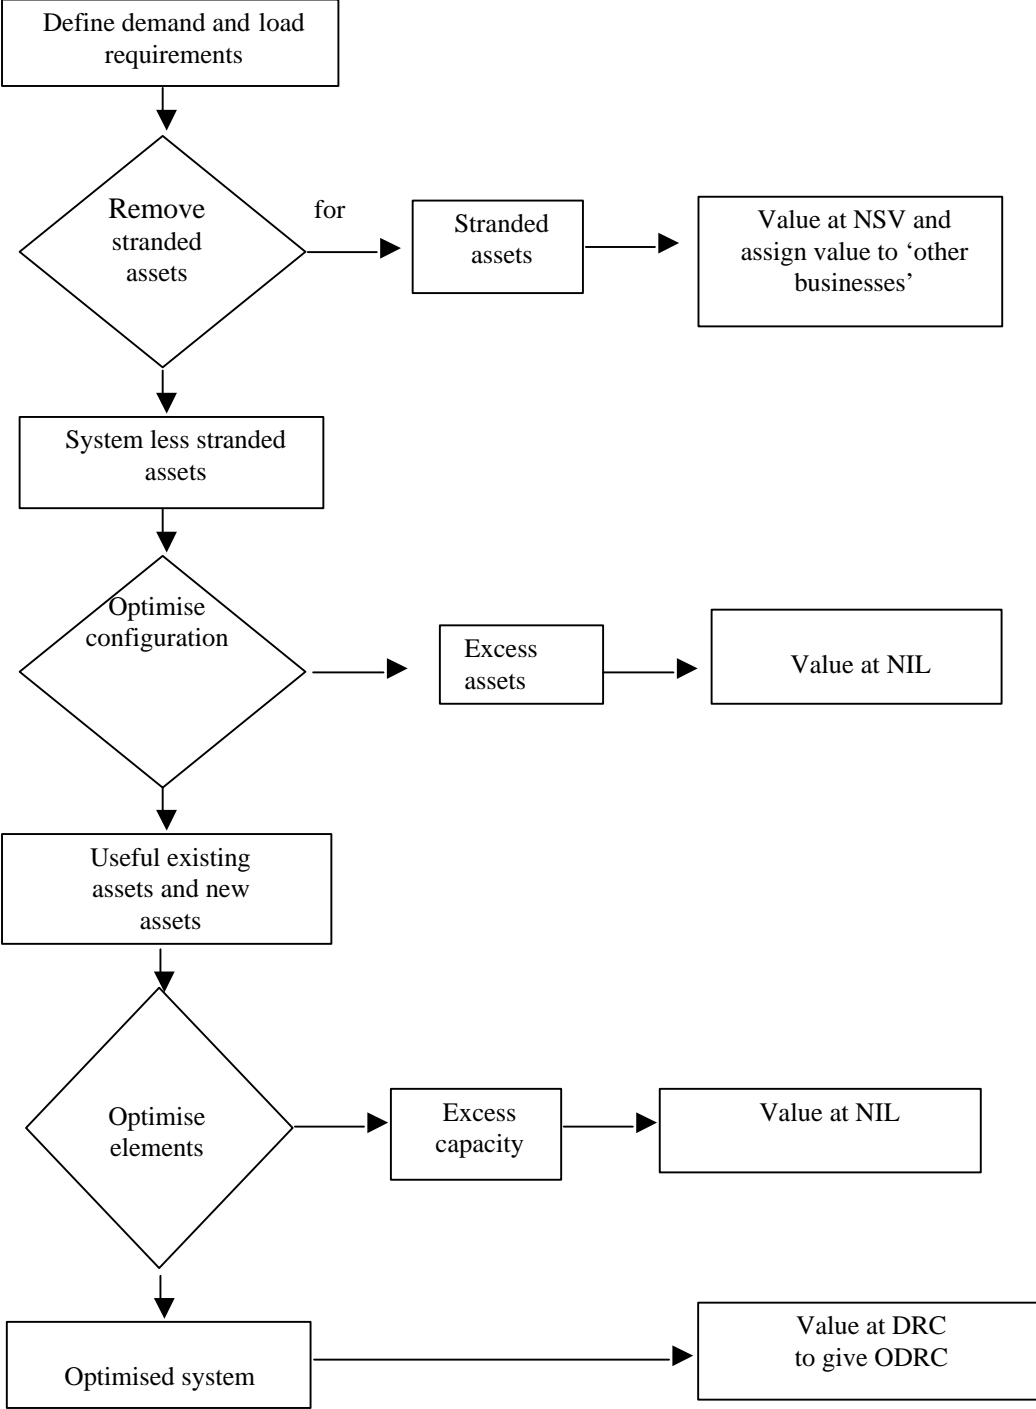 Define demand and load
requirements
Remove
stranded
assets
for
Stranded
assets
Value at NSV and
assign value to ‘other
businesses’
System less stranded
assets
Optimise
configuration
Excess
assets
Value at NIL
Useful existing
assets and new
assets
Optimise
elements
Excess
capacity
Value at NIL
Optimised system
Value at DRC
to give ODRC